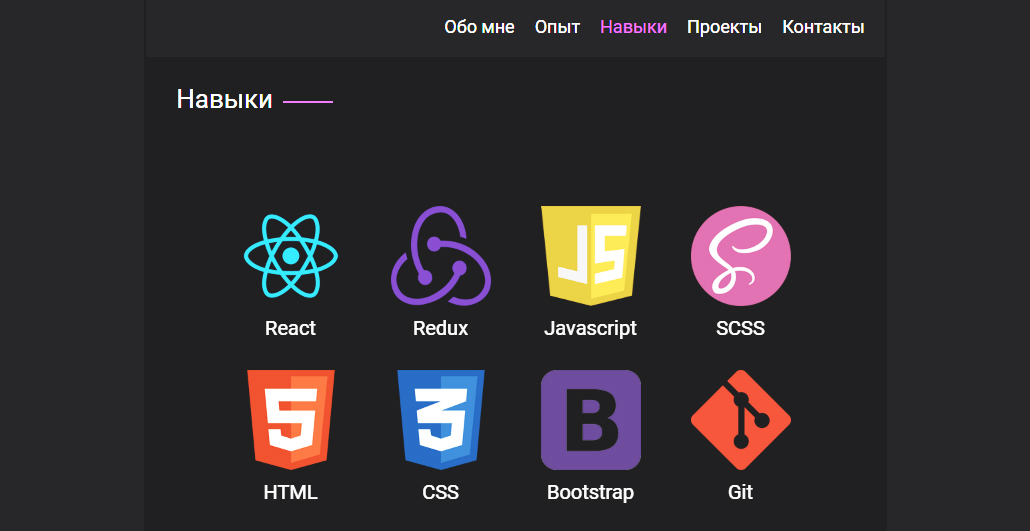 Обо мне Опыт Навыки Проекты Контакты
Навыки
JS
React Redux Javascript SCSS
5 3 B
HTML CSS Bootstrap Git